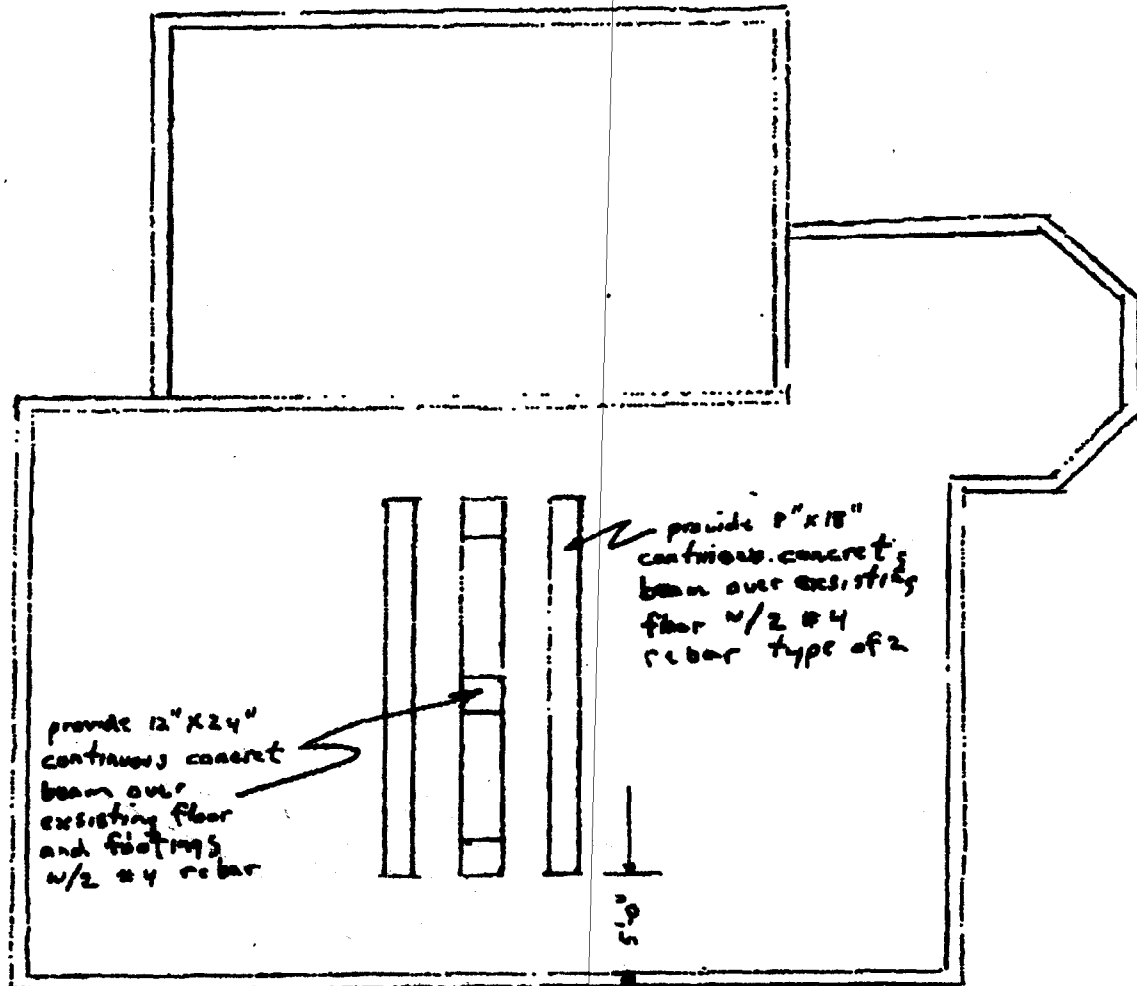 provide 8"x18"
continious.concrete
beam over exsisting
floor w/2 #4
rebar type of 2
provide 12"x24"
continuous concret
beam over
exsisting floor
and footings
w/2 #4 rebar